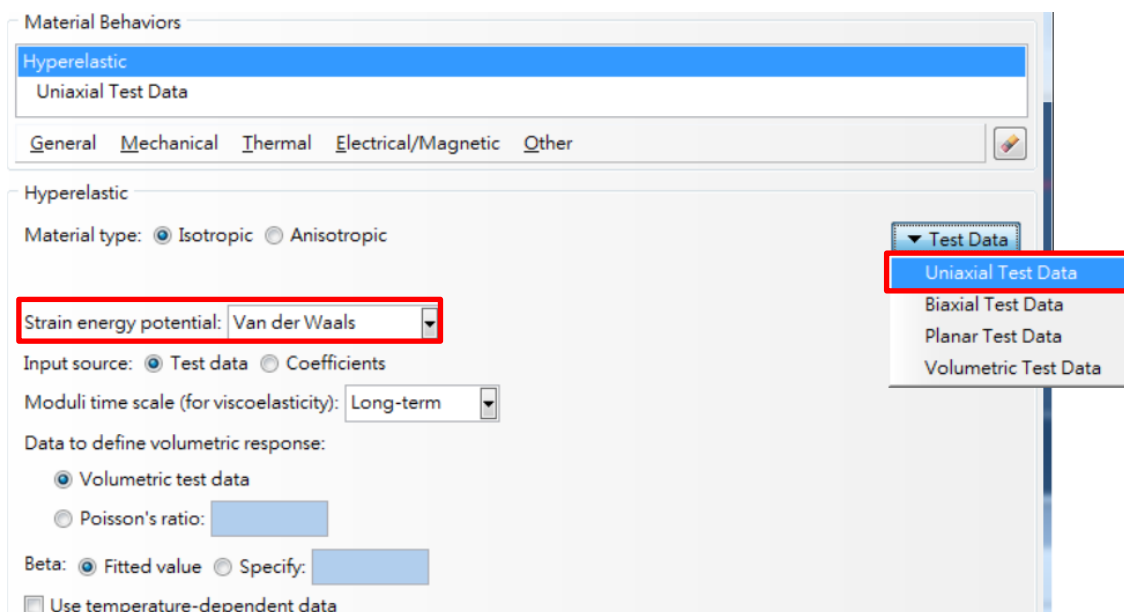 Material Behaviors
Hyperelastic
Uniaxial Test Data
General Mechanical Thermal Electrical/Magnetic Other
Hyperelastic
Material type: Isotropic Anisotropic
Test Data
Uniaxial Test Data
Biaxial Test Data
Planar Test Data
Volumetric Test Data
Strain energy potential: Van der Waals
Input source: Test data Coefficients
Moduli time scale (for viscoelasticity): Long-term
Data to define volumetric response:
Volumetric test data
Poisson's ratio:
Beta: Fitted value Specify:
Use temperature-dependent data